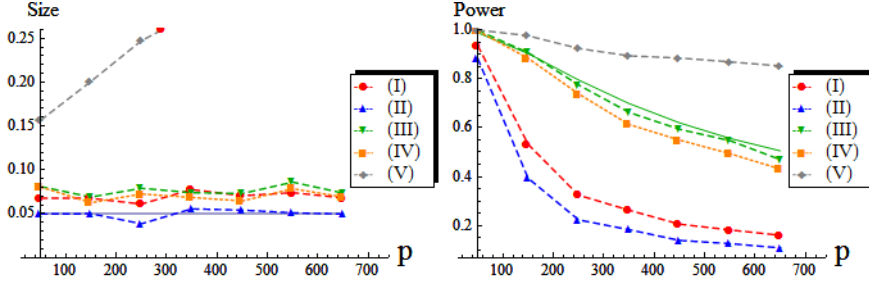 Size
0.25
0.20
0.15
0.10
0.05
100 200 300 400 500 600 700 p
(I)
(II)
(III)
(IV)
(V)
Power
1.0
0.8
0.6
0.4
0.2
100 200 300 400 500 600 700 p
(I)
(II)
(III)
(IV)
(V)